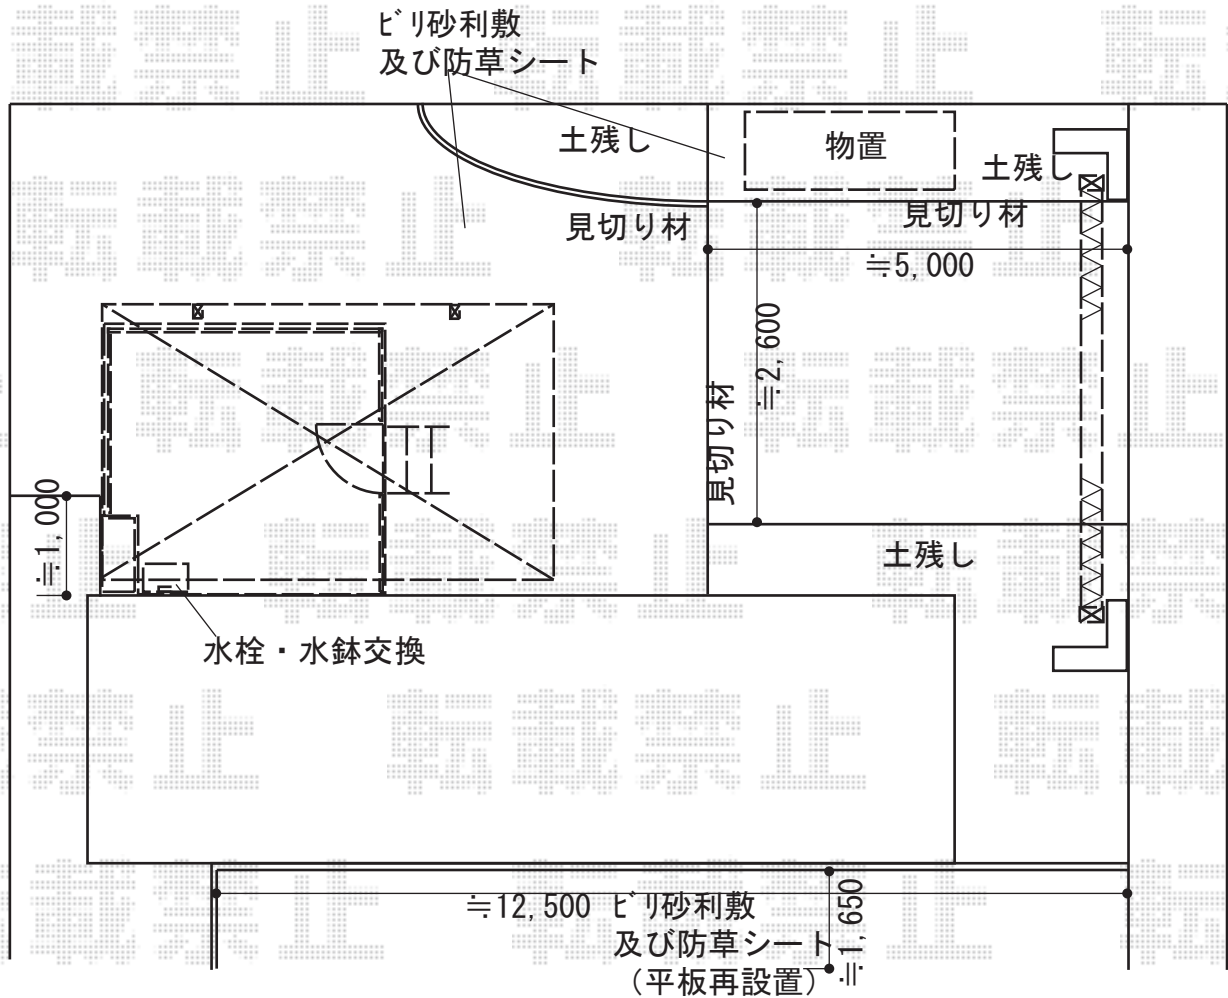 ビリ砂利敷
及び防草シート
土残し
物置
土残し
見切り材
見切り材
≒5,000
≒2,600
見切り材
≒1,000
土残し
水栓・水鉢交換
≒12,500 ビリ砂利敷
及び防草シート
(平板再設置)
≒1,650
転載禁止